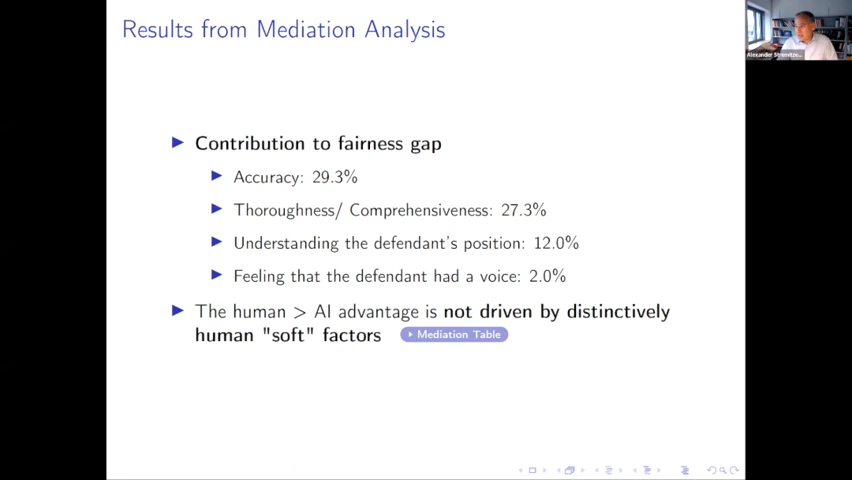 Results from Mediation Analysis
Contribution to fairness gap
Accuracy: 29.3%
Thoroughness/ Comprehensiveness: 27.3%
Understanding the defendant's position: 12.0%
Feeling that the defendant had a voice: 2.0%
The human > AI advantage is not driven by distinctively
human "soft" factors
Mediation Table
Alexander